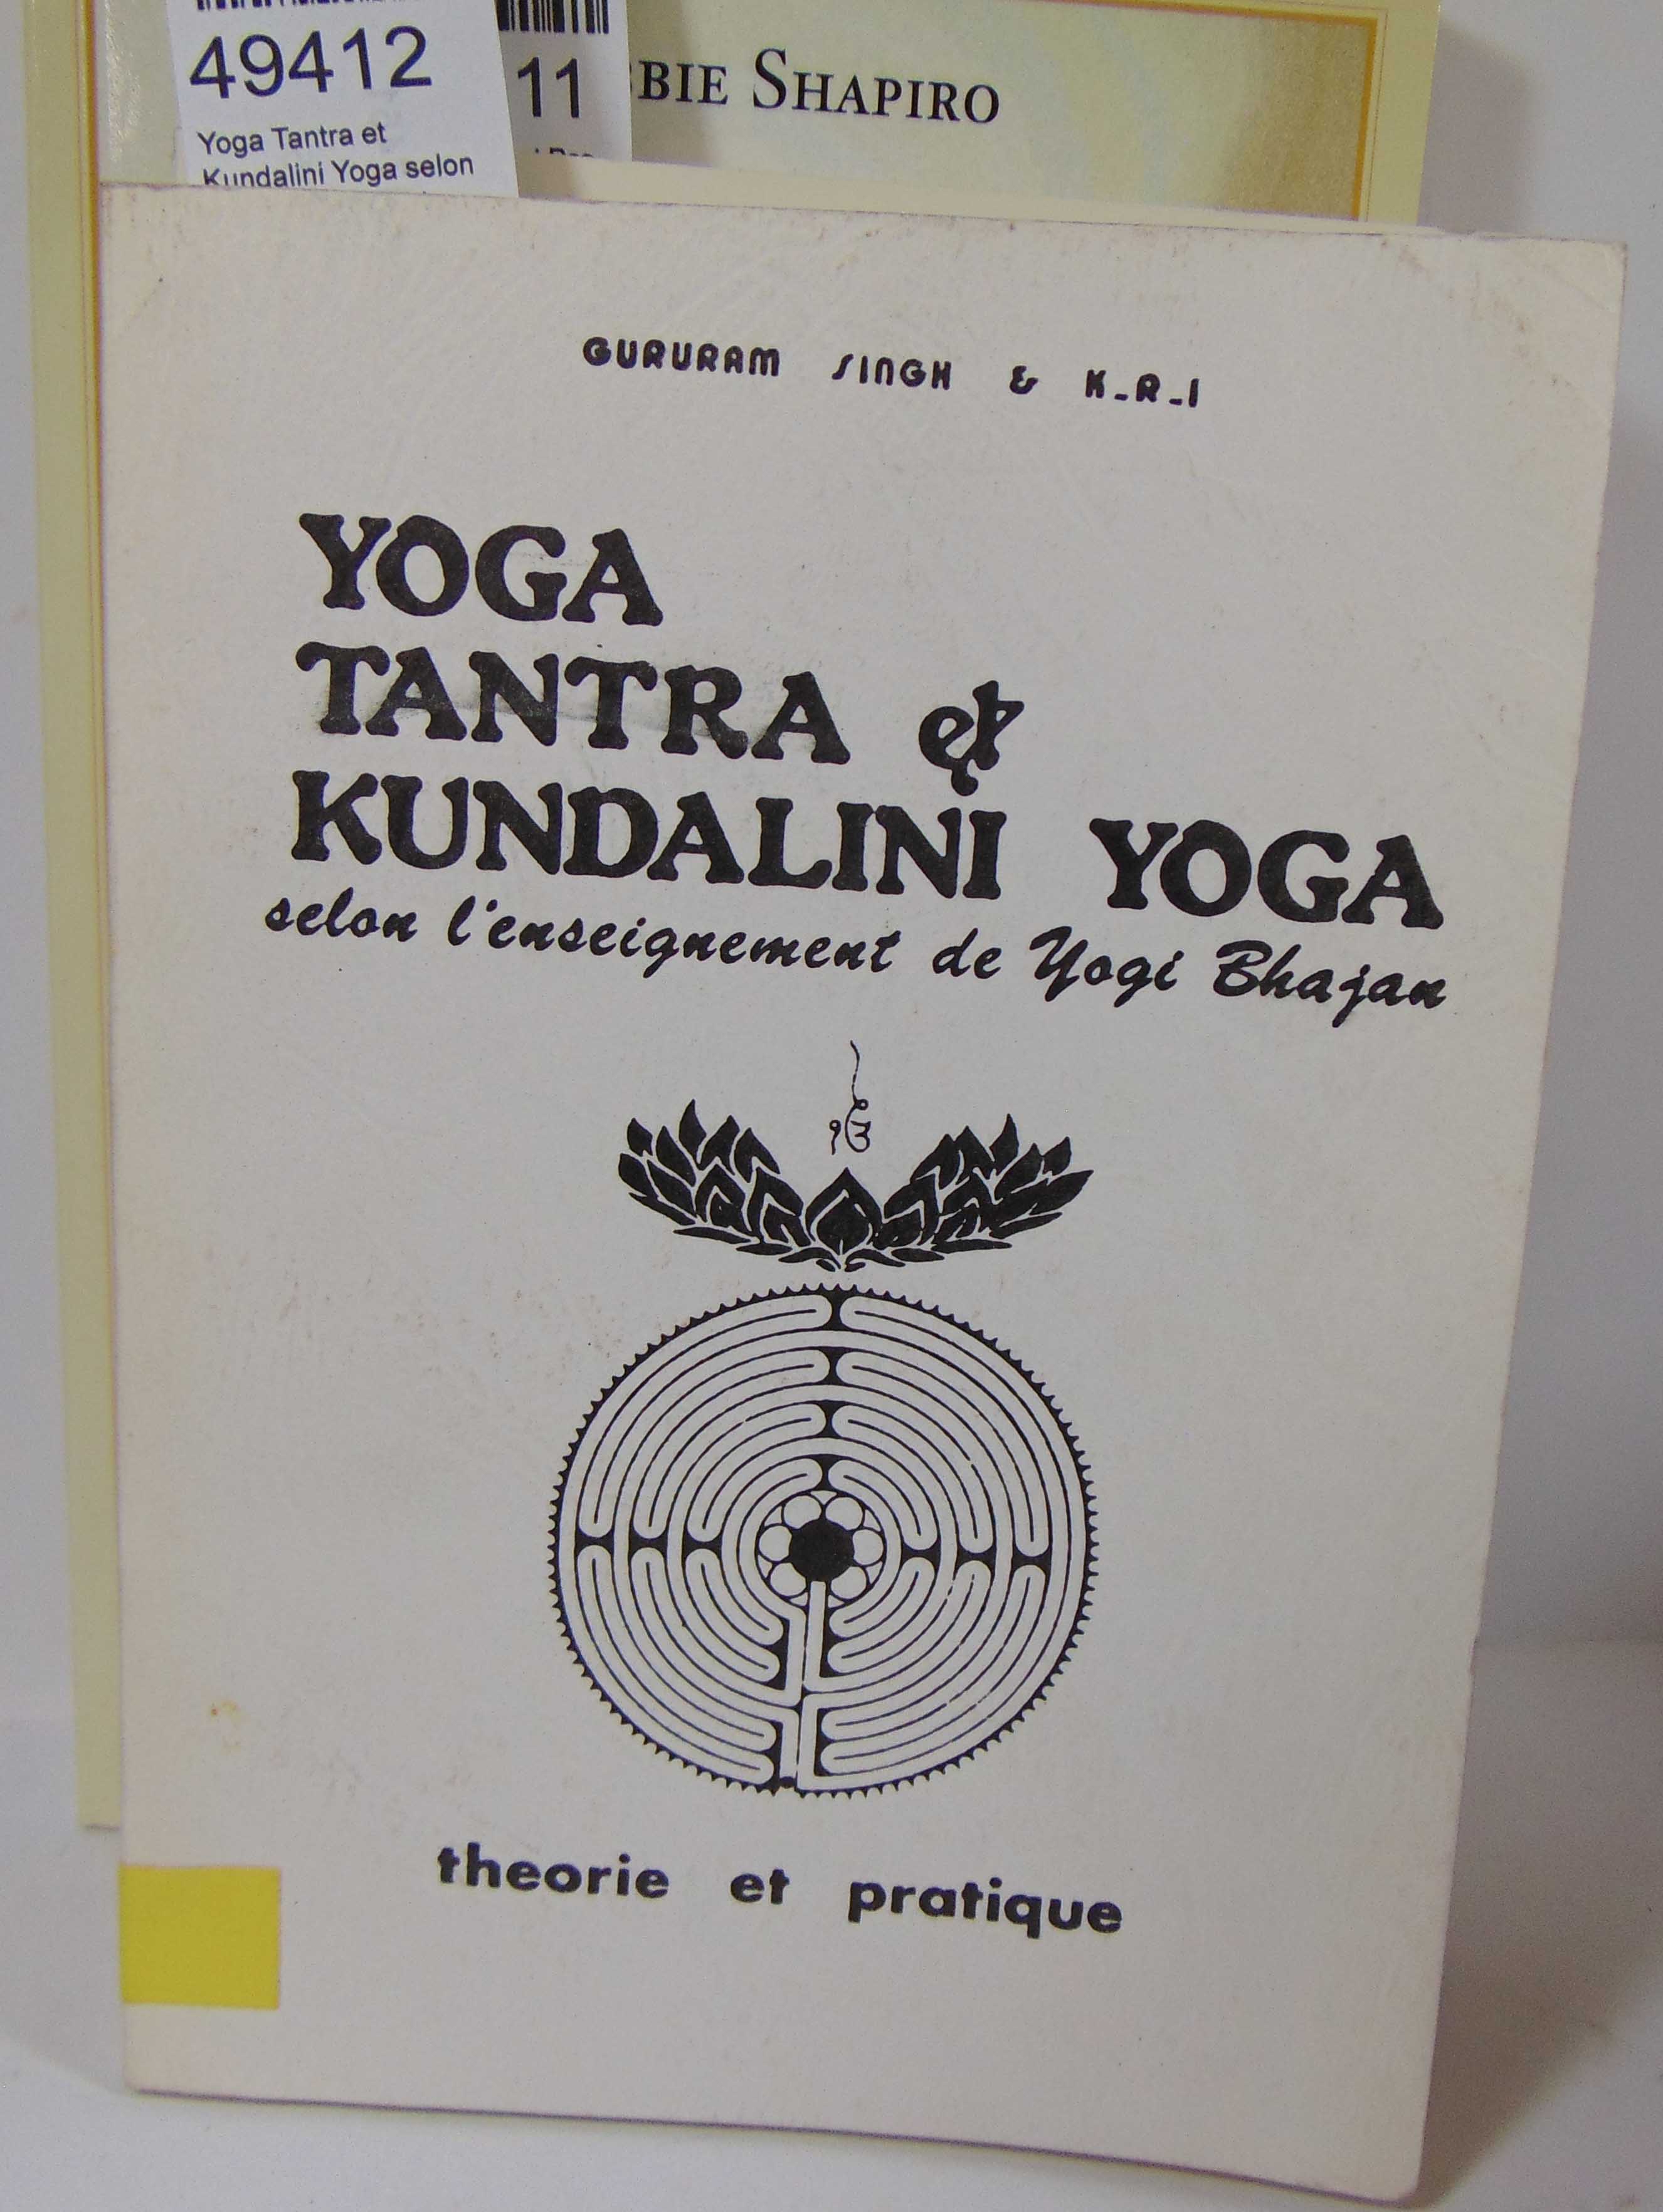 49412
Yoga Tantra et
Kundalini Yoga selon
11
BIE SHAPIRO
GURURAM SINGH & K-R-I
YOGA
TANTRA et
KUNDALINI YOGA
selon l'enseignement de Yogi Bhajan
ੴ
theorie et pratique